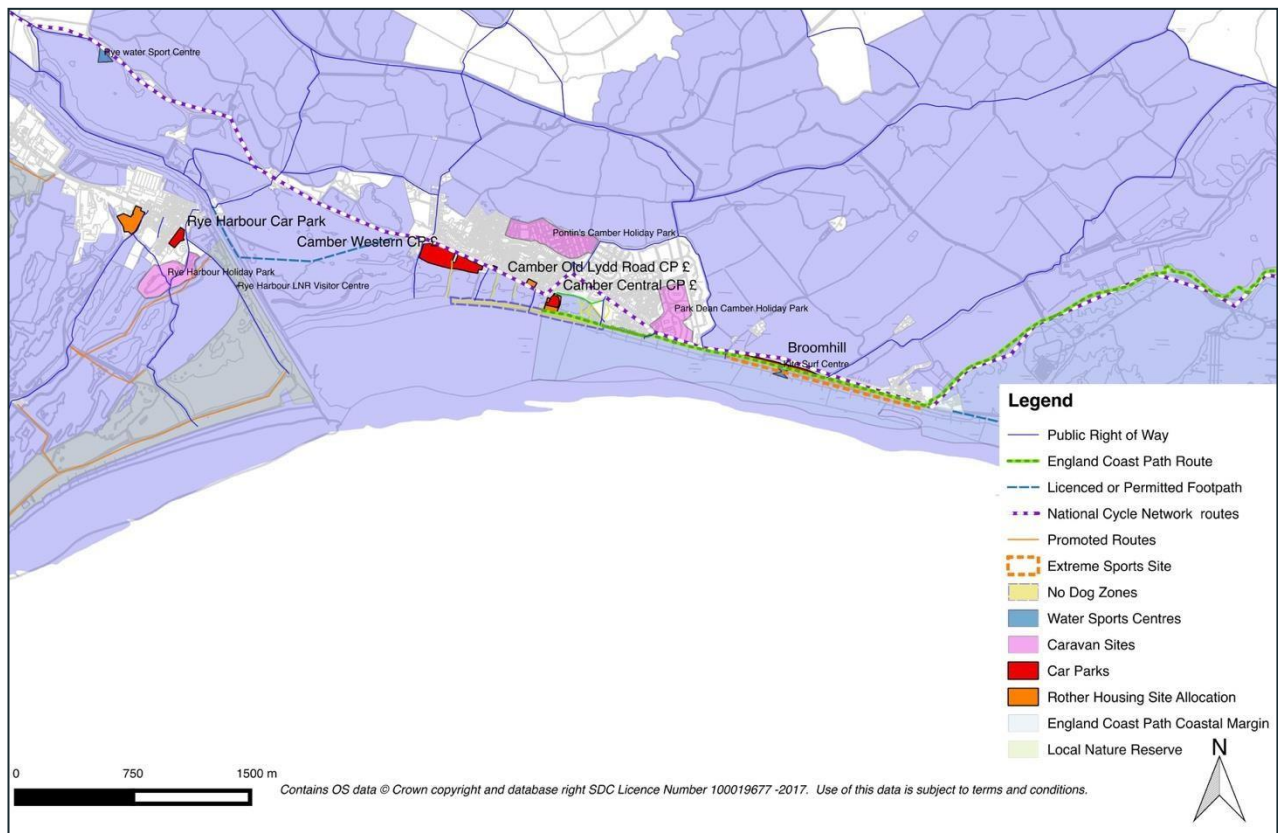 Rye water Sport Centre
Rye Harbour Car Park
Camber Western CP £
Pontin's Camber Holiday Park
Camber Old Lydd Road CP £
Camber Central CP £
Rye Harbour Holiday Park
Rye Harbour LNR Visitor Centre
Park Dean Camber Holiday Park
Broomhill
Kite Surf Centre
Legend
Public Right of Way
England Coast Path Route
Licenced or Permitted Footpath
National Cycle Network routes
Promoted Routes
Extreme Sports Site
No Dog Zones
Water Sports Centres
Caravan Sites
Car Parks
Rother Housing Site Allocation
England Coast Path Coastal Margin
Local Nature Reserve
N
0 750 1500 m
Contains OS data © Crown copyright and database right SDC Licence Number 100019677 -2017. Use of this data is subject to terms and conditions.